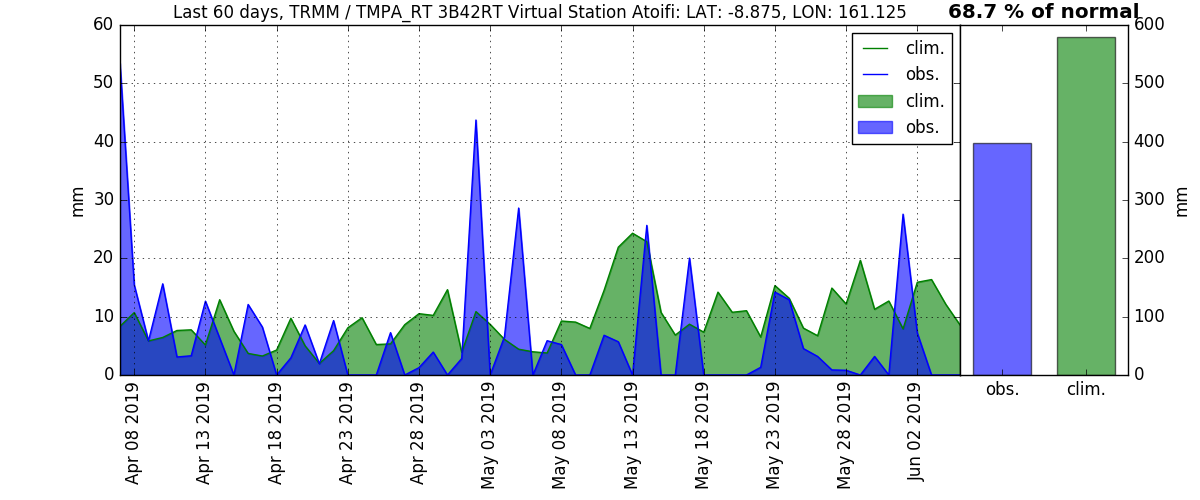 Last 60 days, TRMM / TMPA_RT 3B42RT Virtual Station Atoifi: LAT: -8.875, LON: 161.125
68.7 % of normal
60
50
40
30
20
10
0
mm
clim.
obs.
clim.
obs.
600
500
400
300
200
100
0
mm
Apr 08 2019
Apr 13 2019
Apr 18 2019
Apr 23 2019
Apr 28 2019
May 03 2019
May 08 2019
May 13 2019
May 18 2019
May 23 2019
May 28 2019
Jun 02 2019
obs.
clim.